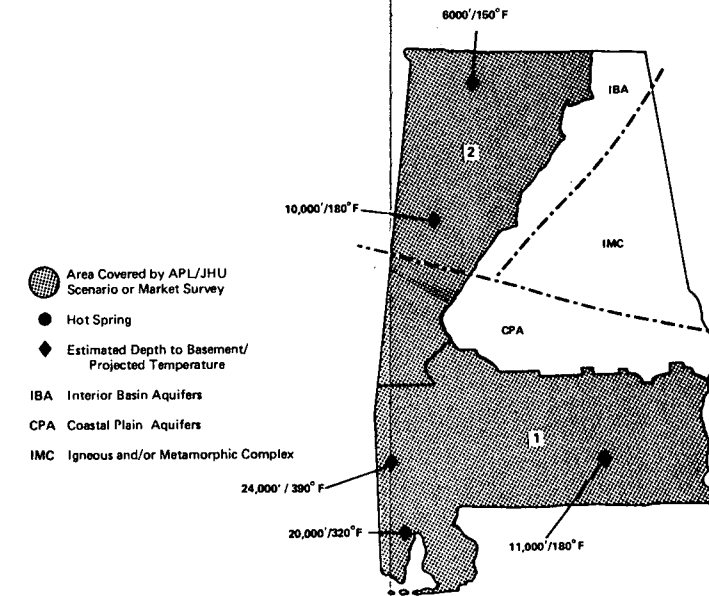 6000'/150°F
IBA
2
10,000'/180°F
IMC
Area Covered by APL/JHU
Scenario or Market Survey
Hot Spring
CPA
Estimated Depth to Basement/
Projected Temperature
IBA Interior Basin Aquifers
CPA Coastal Plain Aquifers
IMC Igneous and/or Metamorphic Complex
1
24,000' / 390°F
20,000'/320°F
11,000'/180°F